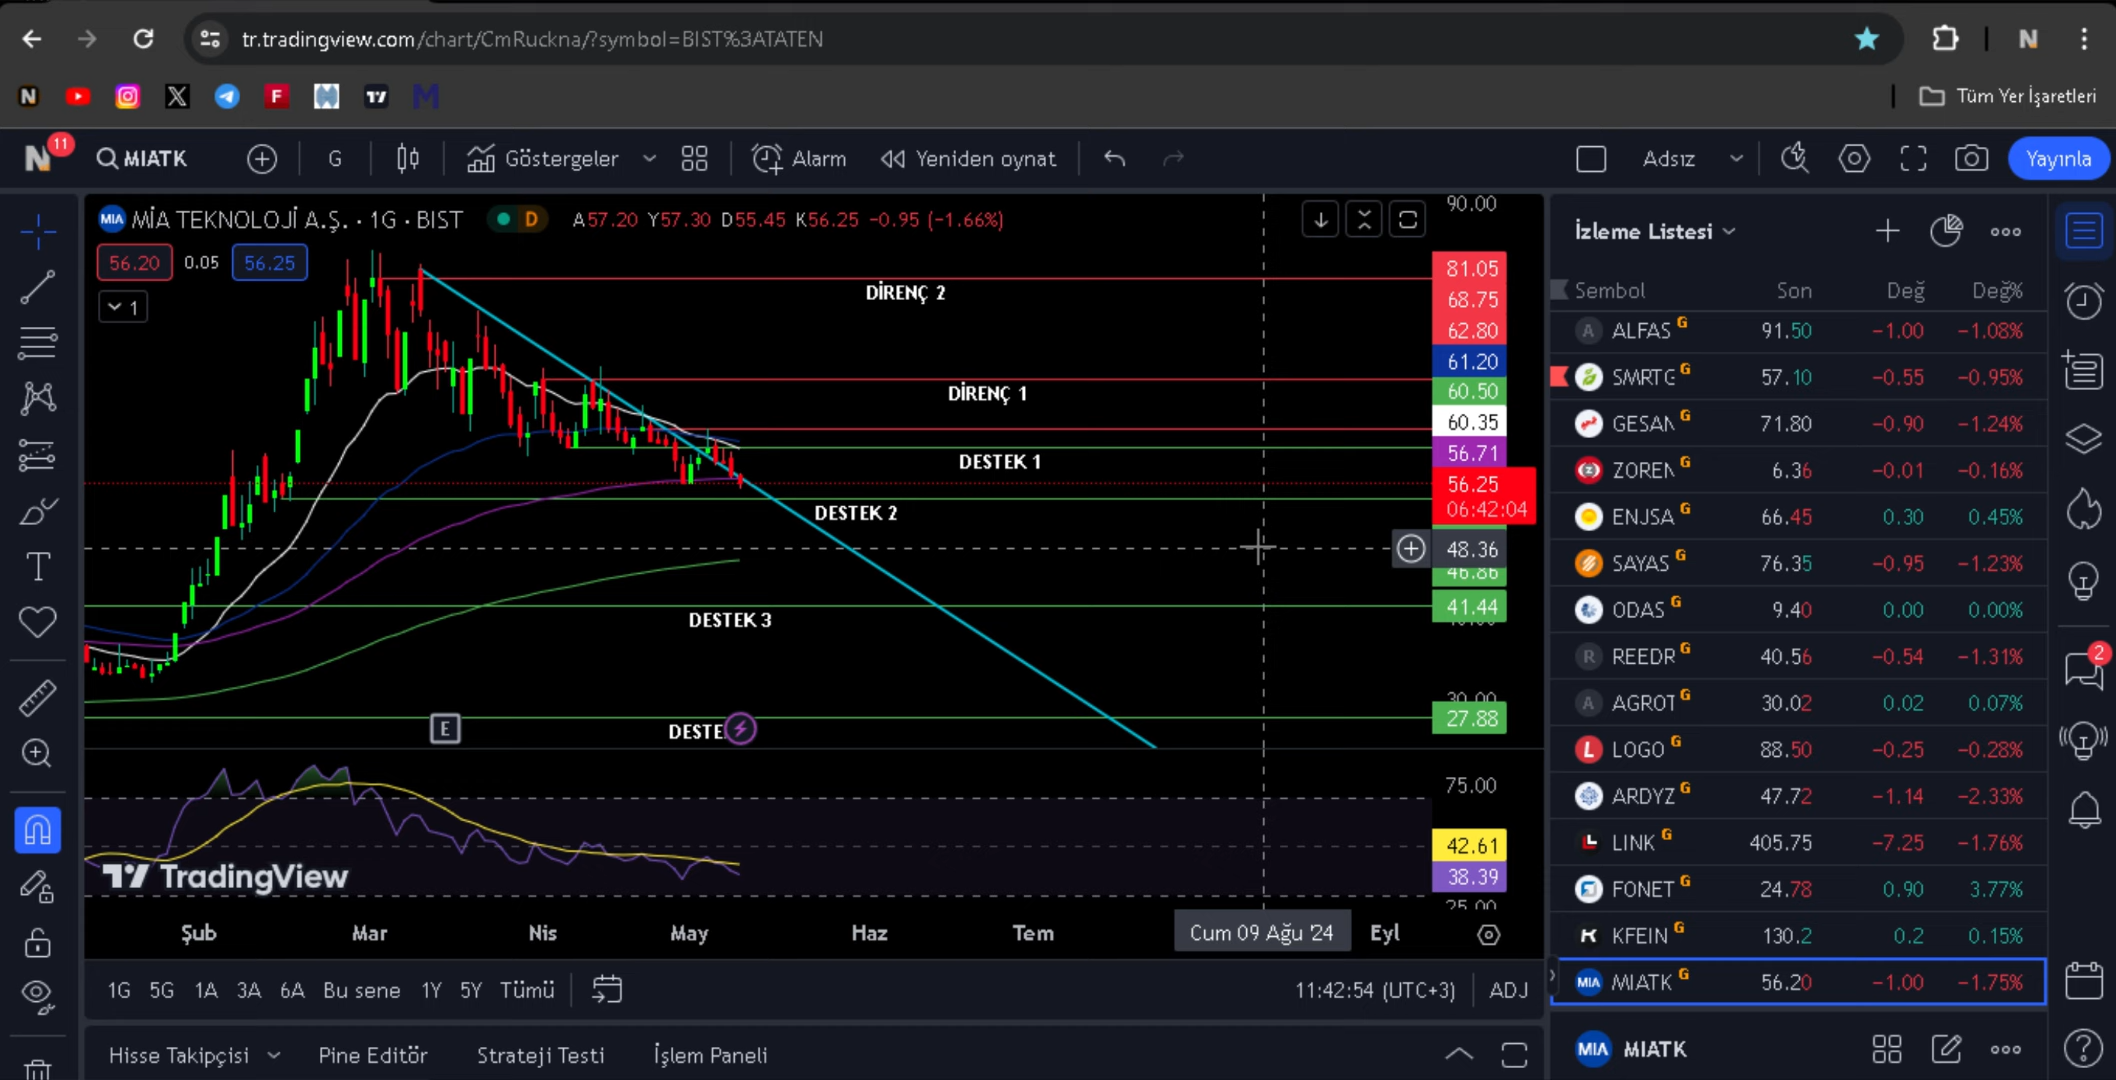 tr.tradingview.com/chart/CmRuckna/?symbol=BIST%3ATATEN
Tüm Yer İşaretleri
11
MIATK
G
Göstergeler
Alarm
Yeniden oynat
Adsız
Yayınla
MİA TEKNOLOJİ A.Ş. · 1G · BIST
D
A57.20 Y57.30 D55.45 K56.25 −0.95 (−1.66%)
56.20 0.05 56.25
1
DİRENÇ 2
DİRENÇ 1
DESTEK 1
DESTEK 2
DESTEK 3
DESTE
E
90.00
81.05
68.75
62.80
61.20
60.50
60.35
56.71
56.25
06:42:04
48.36
46.86
41.44
30.00
27.88
75.00
42.61
38.39
25.00
TradingView
Şub Mar Nis May Haz Tem Cum 09 Ağu '24 Eyl
1G 5G 1A 3A 6A Bu sene 1Y 5Y Tümü
11:42:54 (UTC+3) ADJ
Hisse Takipçisi Pine Editör Strateji Testi İşlem Paneli
İzleme Listesi
Sembol Son Değ Değ%
A ALFAS G 91.50 −1.00 −1.08%
SMRTG G 57.10 −0.55 −0.95%
GESAN G 71.80 −0.90 −1.24%
ZOREN G 6.36 −0.01 −0.16%
ENJSA G 66.45 0.30 0.45%
SAYAS G 76.35 −0.95 −1.23%
ODAS G 9.40 0.00 0.00%
R REEDR G 40.56 −0.54 −1.31%
A AGROT G 30.02 0.02 0.07%
L LOGO G 88.50 −0.25 −0.28%
ARDYZ G 47.72 −1.14 −2.33%
LINK G 405.75 −7.25 −1.76%
FONET G 24.78 0.90 3.77%
KFEIN G 130.2 0.2 0.15%
MIA MIATK G 56.20 −1.00 −1.75%
MIA MIATK
2